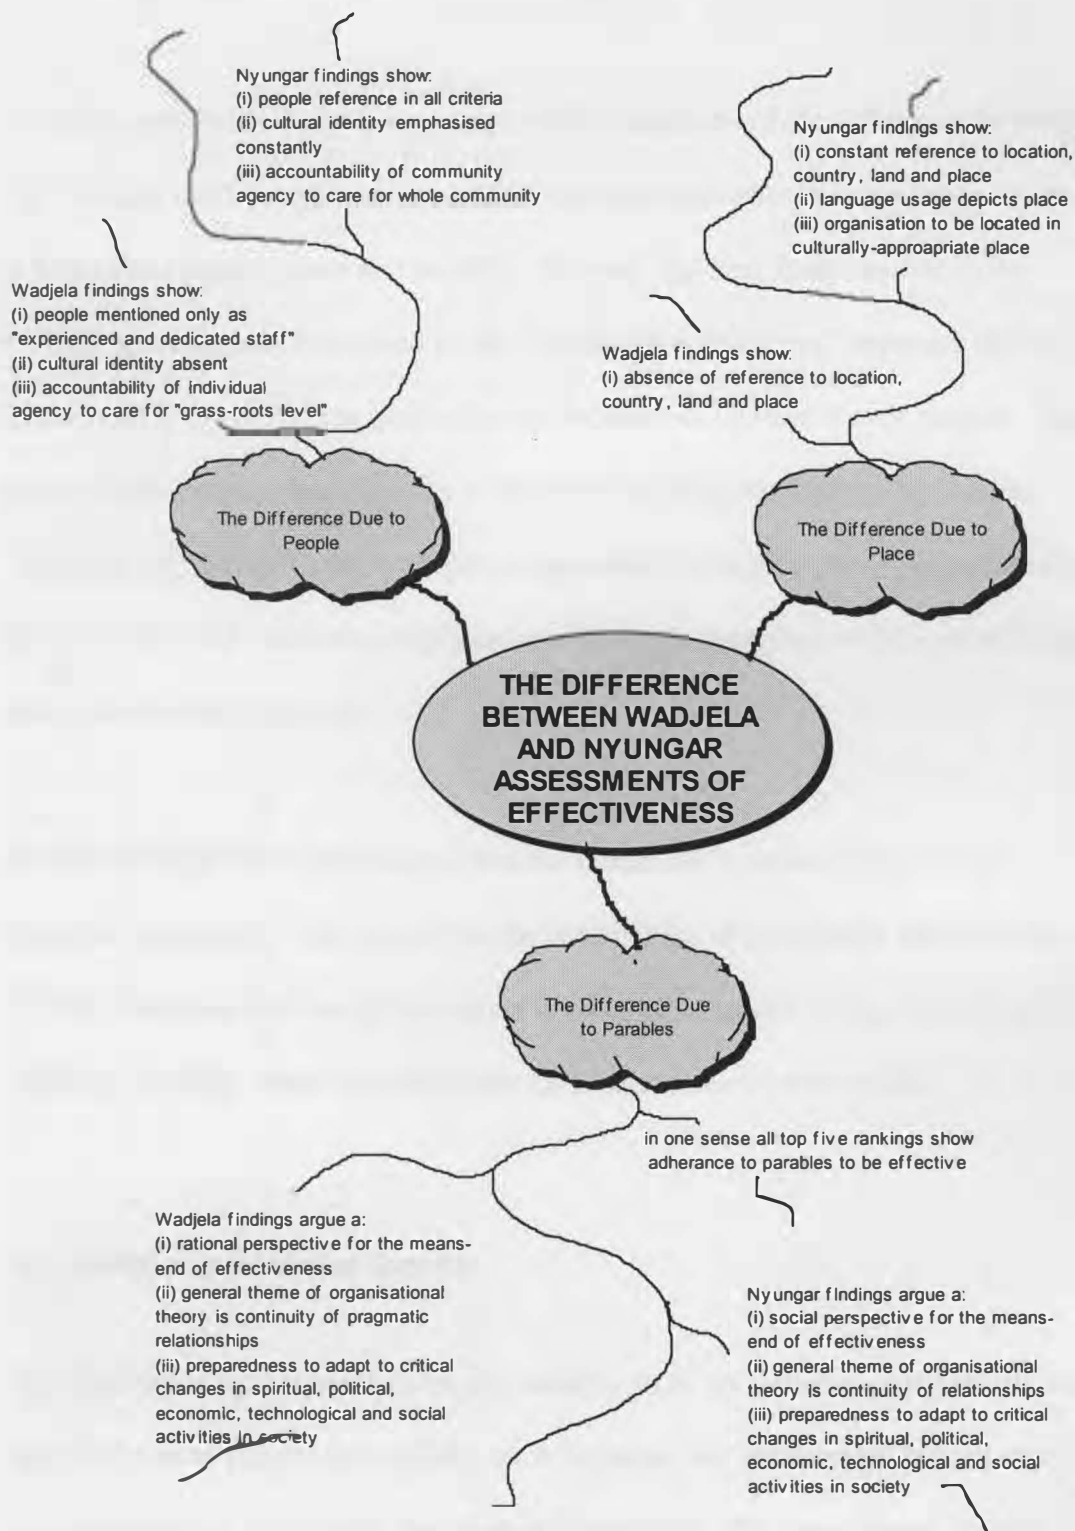 Nyungar findings show:
(i) people reference in all criteria
(ii) cultural identity emphasised
constantly
(iii) accountability of community
agency to care for whole community
Nyungar findings show:
(i) constant reference to location,
country, land and place
(ii) language usage depicts place
(iii) organisation to be located in
culturally-approapriate place
Wadjela findings show:
(i) people mentioned only as
"experienced and dedicated staff"
(ii) cultural identity absent
(iii) accountability of individual
agency to care for "grass-roots level"
Wadjela findings show:
(i) absence of reference to location,
country, land and place
The Difference Due to
People
The Difference Due to
Place
THE DIFFERENCE
BETWEEN WADJELA
AND NYUNGAR
ASSESSMENTS OF
EFFECTIVENESS
The Difference Due
to Parables
in one sense all top five rankings show
adherance to parables to be effective
Wadjela findings argue a:
(i) rational perspective for the means-
end of effectiveness
(ii) general theme of organisational
theory is continuity of pragmatic
relationships
(iii) preparedness to adapt to critical
changes in spiritual, political,
economic, technological and social
activities in society
Nyungar findings argue a:
(i) social perspective for the means-
end of effectiveness
(ii) general theme of organisational
theory is continuity of relationships
(iii) preparedness to adapt to critical
changes in spiritual, political,
economic, technological and social
activities in society